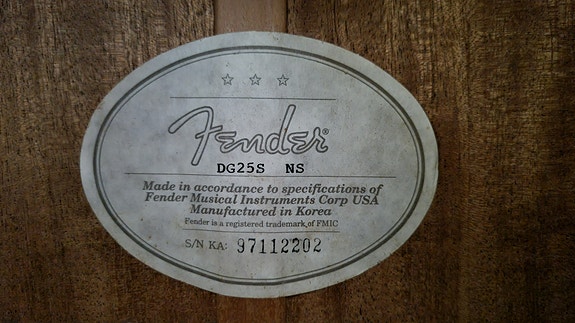 Fender®
DG25S NS
Made in accordance to specifications of
Fender Musical Instruments Corp USA
Manufactured in Korea
Fender is a registered trademark of FMIC
S/N KA: 97112202